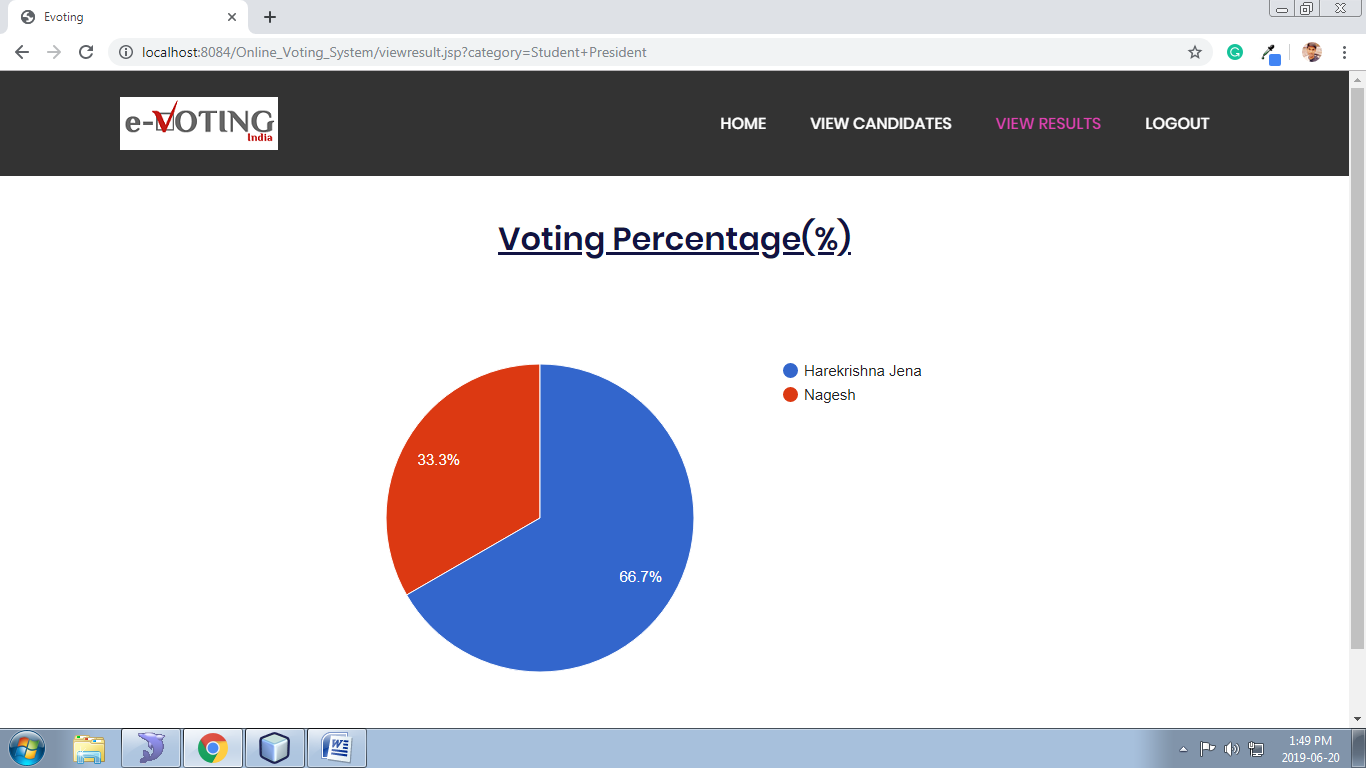 Evoting
localhost:8084/Online_Voting_System/viewresult.jsp?category=Student+President
e-VOTING
India
HOME VIEW CANDIDATES VIEW RESULTS LOGOUT
Voting Percentage(%)
Harekrishna Jena
Nagesh
33.3%
66.7%
1:49 PM
2019-06-20